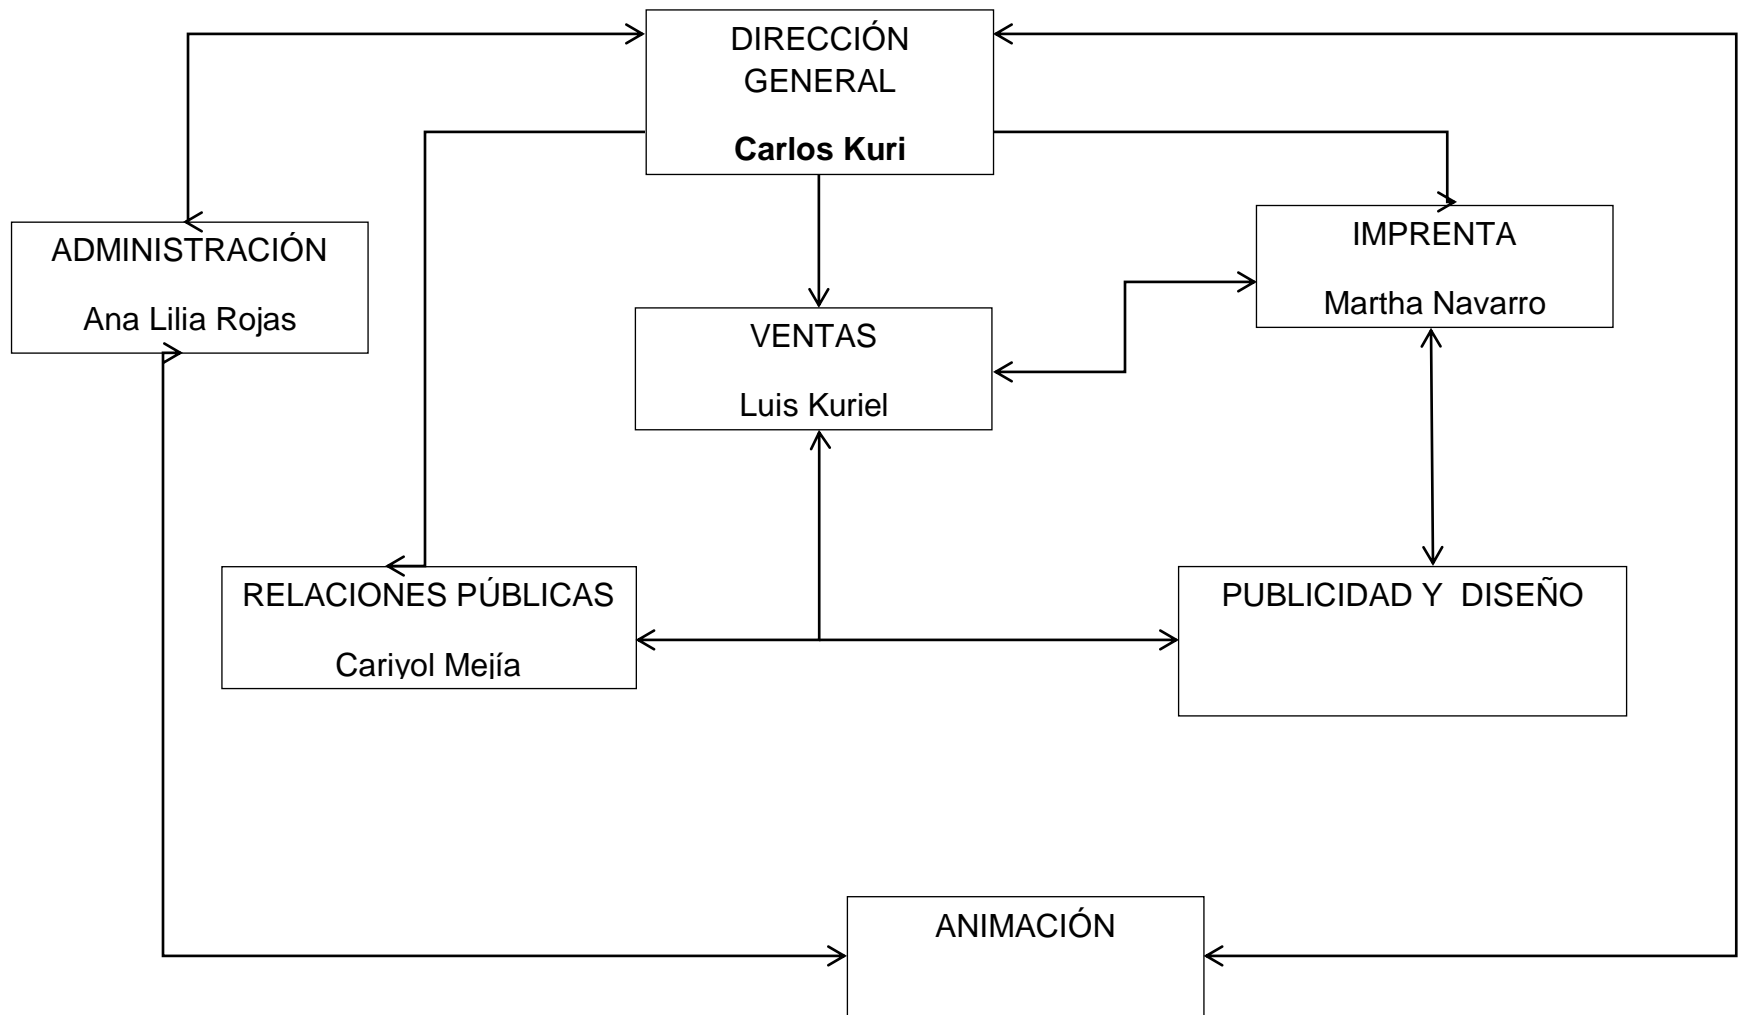 DIRECCIÓN
GENERAL
Carlos Kuri
ADMINISTRACIÓN
Ana Lilia Rojas
IMPRENTA
Martha Navarro
VENTAS
Luis Kuriel
RELACIONES PÚBLICAS
Cariyol Mejía
PUBLICIDAD Y  DISEÑO
ANIMACIÓN